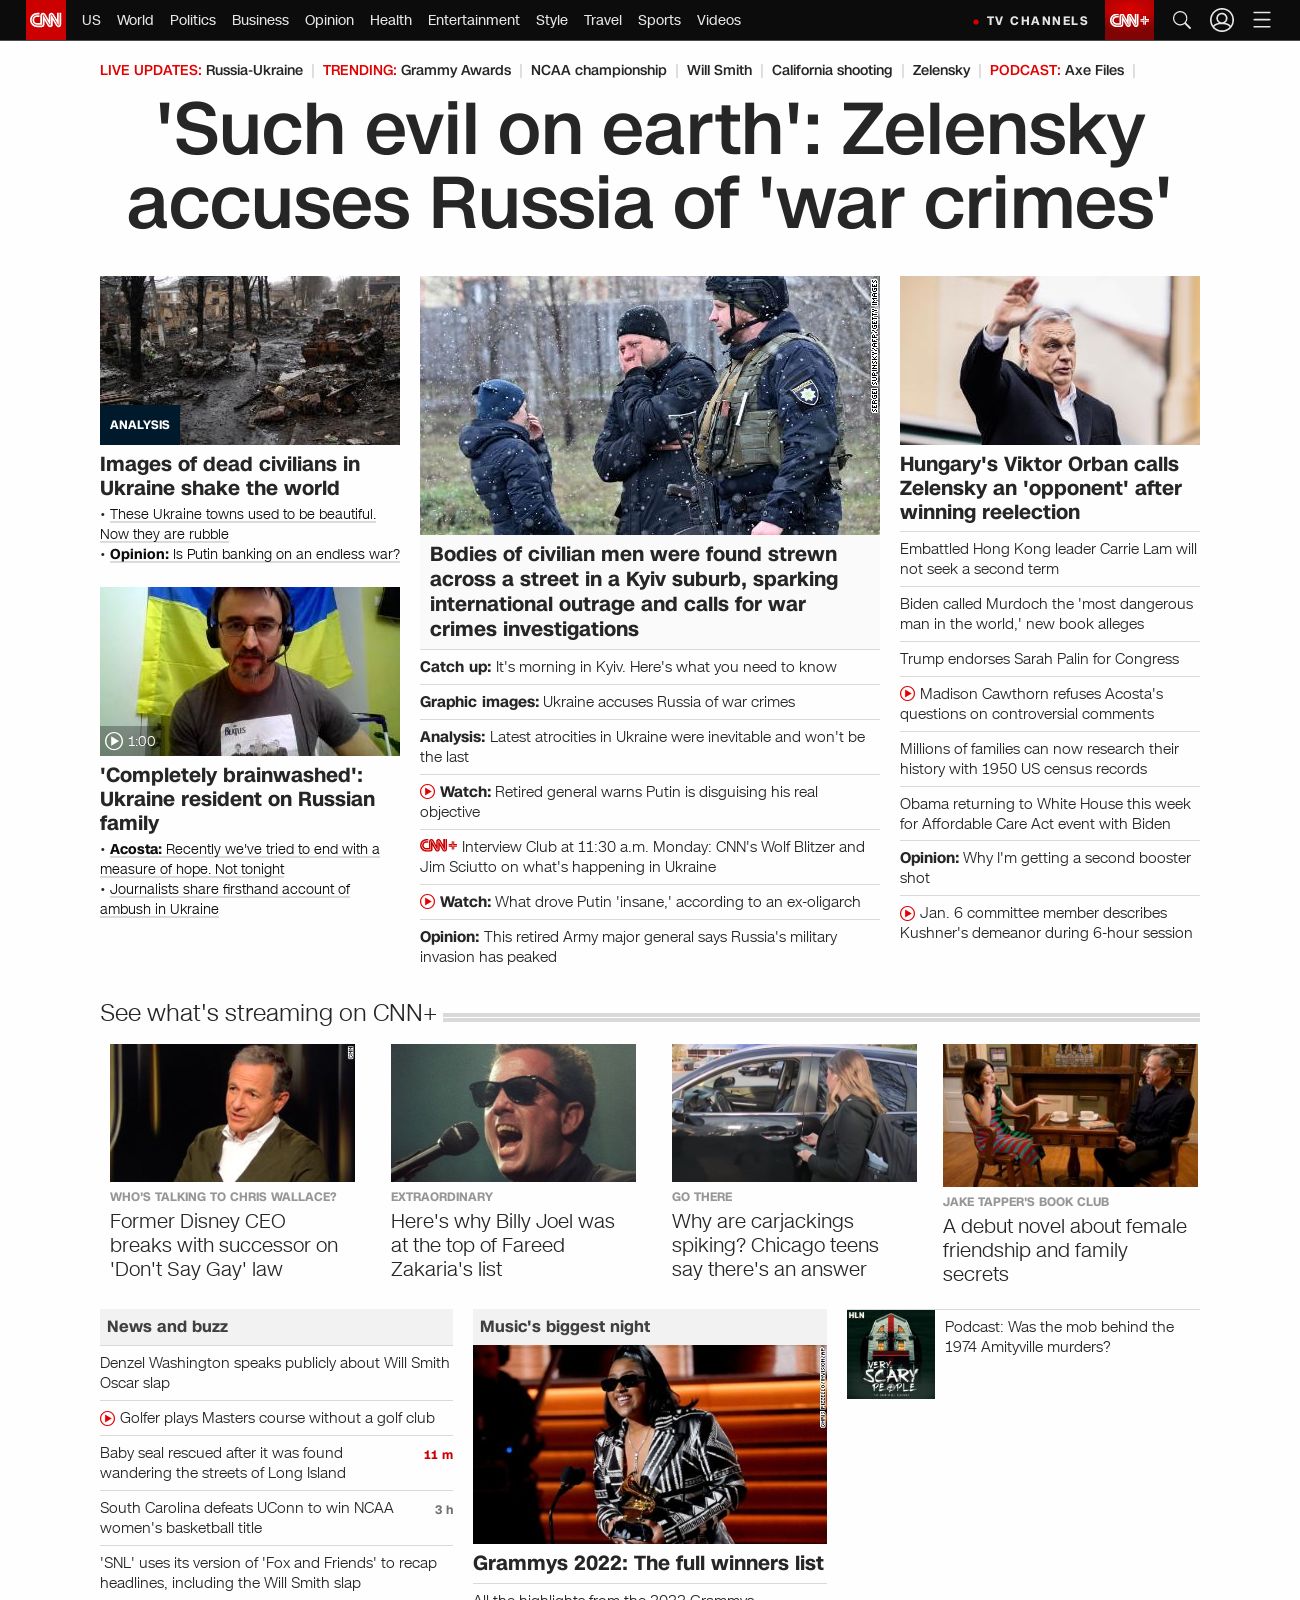 CNN US World Politics Business Opinion Health Entertainment Style Travel Sports Videos TV CHANNELS CNN+
LIVE UPDATES: Russia-Ukraine TRENDING: Grammy Awards NCAA championship Will Smith California shooting Zelensky PODCAST: Axe Files
'Such evil on earth': Zelensky
accuses Russia of 'war crimes'
ANALYSIS
Images of dead civilians in
Ukraine shake the world
• These Ukraine towns used to be beautiful.
Now they are rubble
• Opinion: Is Putin banking on an endless war?
THE BEATLES
1:00
'Completely brainwashed':
Ukraine resident on Russian
family
• Acosta: Recently we've tried to end with a
measure of hope. Not tonight
• Journalists share firsthand account of
ambush in Ukraine
SERGEI SUPINSKY/AFP/GETTY IMAGES
Bodies of civilian men were found strewn
across a street in a Kyiv suburb, sparking
international outrage and calls for war
crimes investigations
Catch up: It's morning in Kyiv. Here's what you need to know
Graphic images: Ukraine accuses Russia of war crimes
Analysis: Latest atrocities in Ukraine were inevitable and won't be
the last
Watch: Retired general warns Putin is disguising his real
objective
CNN+ Interview Club at 11:30 a.m. Monday: CNN's Wolf Blitzer and
Jim Sciutto on what's happening in Ukraine
Watch: What drove Putin 'insane,' according to an ex-oligarch
Opinion: This retired Army major general says Russia's military
invasion has peaked
Hungary's Viktor Orban calls
Zelensky an 'opponent' after
winning reelection
Embattled Hong Kong leader Carrie Lam will
not seek a second term
Biden called Murdoch the 'most dangerous
man in the world,' new book alleges
Trump endorses Sarah Palin for Congress
Madison Cawthorn refuses Acosta's
questions on controversial comments
Millions of families can now research their
history with 1950 US census records
Obama returning to White House this week
for Affordable Care Act event with Biden
Opinion: Why I'm getting a second booster
shot
Jan. 6 committee member describes
Kushner's demeanor during 6-hour session
See what's streaming on CNN+
CNN
WHO'S TALKING TO CHRIS WALLACE?
Former Disney CEO
breaks with successor on
'Don't Say Gay' law
EXTRAORDINARY
Here's why Billy Joel was
at the top of Fareed
Zakaria's list
GO THERE
Why are carjackings
spiking? Chicago teens
say there's an answer
JAKE TAPPER'S BOOK CLUB
A debut novel about female
friendship and family
secrets
News and buzz
Denzel Washington speaks publicly about Will Smith
Oscar slap
Golfer plays Masters course without a golf club
Baby seal rescued after it was found 11 m
wandering the streets of Long Island
South Carolina defeats UConn to win NCAA 3 h
women's basketball title
'SNL' uses its version of 'Fox and Friends' to recap
headlines, including the Will Smith slap
Music's biggest night
Grammys 2022: The full winners list
All the highlights from the 2022 Grammys
HLN
VERY
SCARY
PEOPLE
Podcast: Was the mob behind the
1974 Amityville murders?